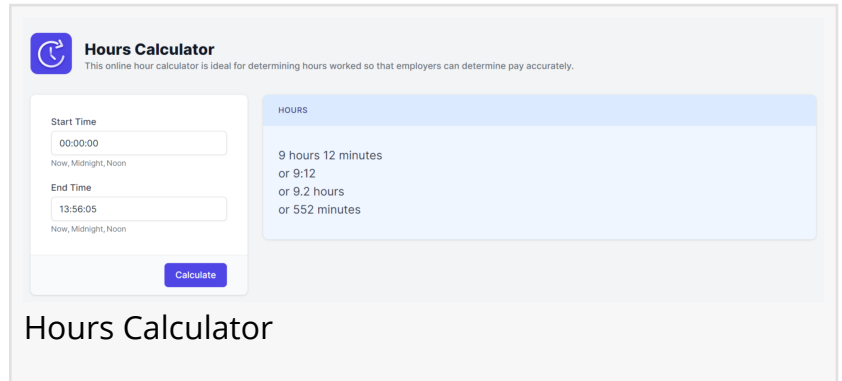 Hours Calculator
This online hour calculator is ideal for determining hours worked so that employers can determine pay accurately.
Start Time
00:00:00
Now, Midnight, Noon
End Time
13:56:05
Now, Midnight, Noon
Calculate
HOURS
9 hours 12 minutes
or 9:12
or 9.2 hours
or 552 minutes
Hours Calculator